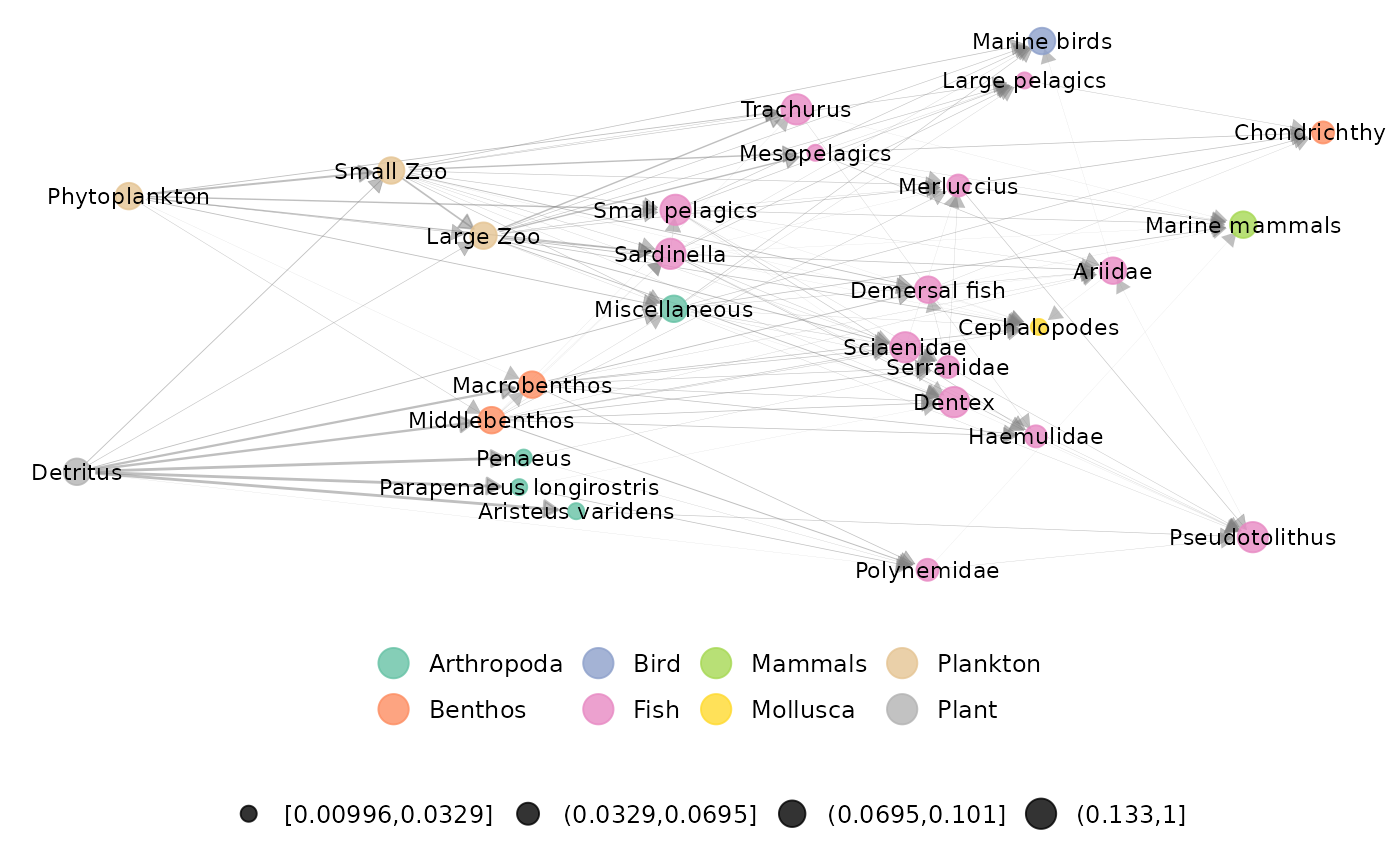 Marine birds
Large pelagics
Trachurus
Chondrichthy
Mesopelagics
Small Zoo
Merluccius
Phytoplankton
Small pelagics
Marine mammals
Large Zoo
Sardinella
Ariidae
Demersal fish
Miscellaneous
Cephalopodes
Sciaenidae
Serranidae
Macrobenthos
Dentex
Middlebenthos
Haemulidae
Penaeus
Detritus
Parapenaeus longirostris
Aristeus varidens
Pseudotolithus
Polynemidae
Arthropoda
Bird
Mammals
Plankton
Benthos
Fish
Mollusca
Plant
[0.00996,0.0329]
(0.0329,0.0695]
(0.0695,0.101]
(0.133,1]